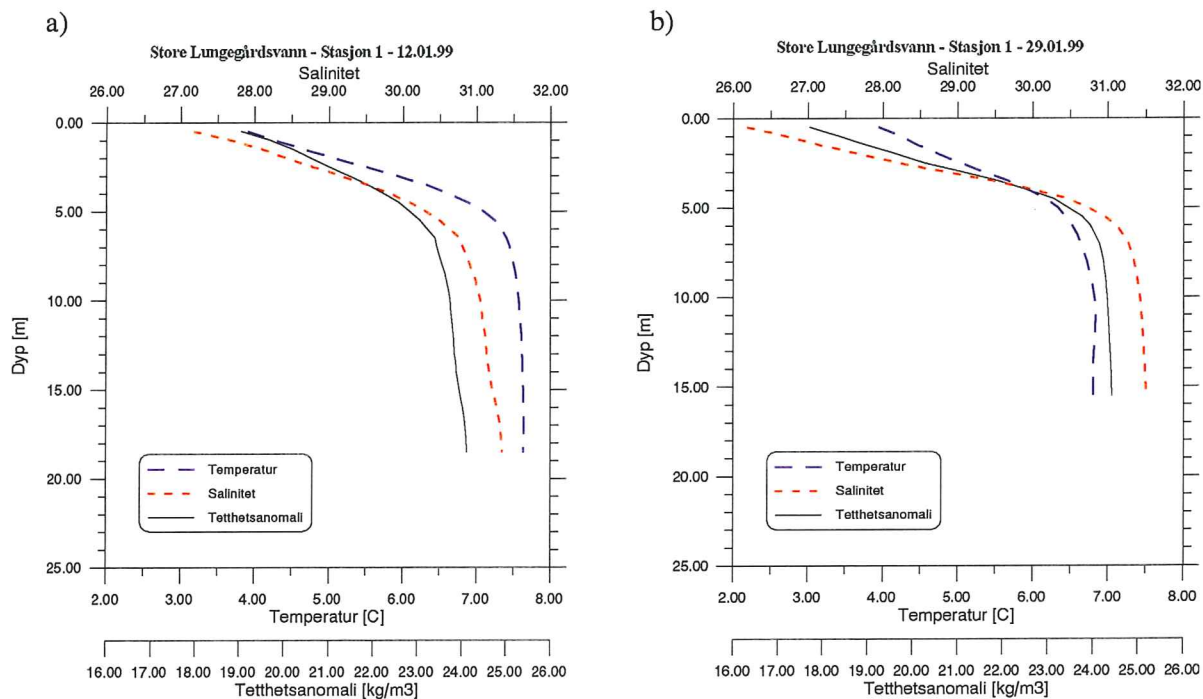 a)
Store Lungegårdsvann - Stasjon 1 - 12.01.99
Salinitet
26.00 27.00 28.00 29.00 30.00 31.00 32.00
0.00
5.00
10.00
15.00
20.00
25.00
Dyp [m]
Temperatur
Salinitet
Tetthetsanomali
2.00 3.00 4.00 5.00 6.00 7.00 8.00
Temperatur [C]
16.00 17.00 18.00 19.00 20.00 21.00 22.00 23.00 24.00 25.00 26.00
Tetthetsanomali [kg/m3]
b)
Store Lungegårdsvann - Stasjon 1 - 29.01.99
Salinitet
26.00 27.00 28.00 29.00 30.00 31.00 32.00
0.00
5.00
10.00
15.00
20.00
25.00
Dyp [m]
Temperatur
Salinitet
Tetthetsanomali
2.00 3.00 4.00 5.00 6.00 7.00 8.00
Temperatur [C]
16.00 17.00 18.00 19.00 20.00 21.00 22.00 23.00 24.00 25.00 26.00
Tetthetsanomali [kg/m3]